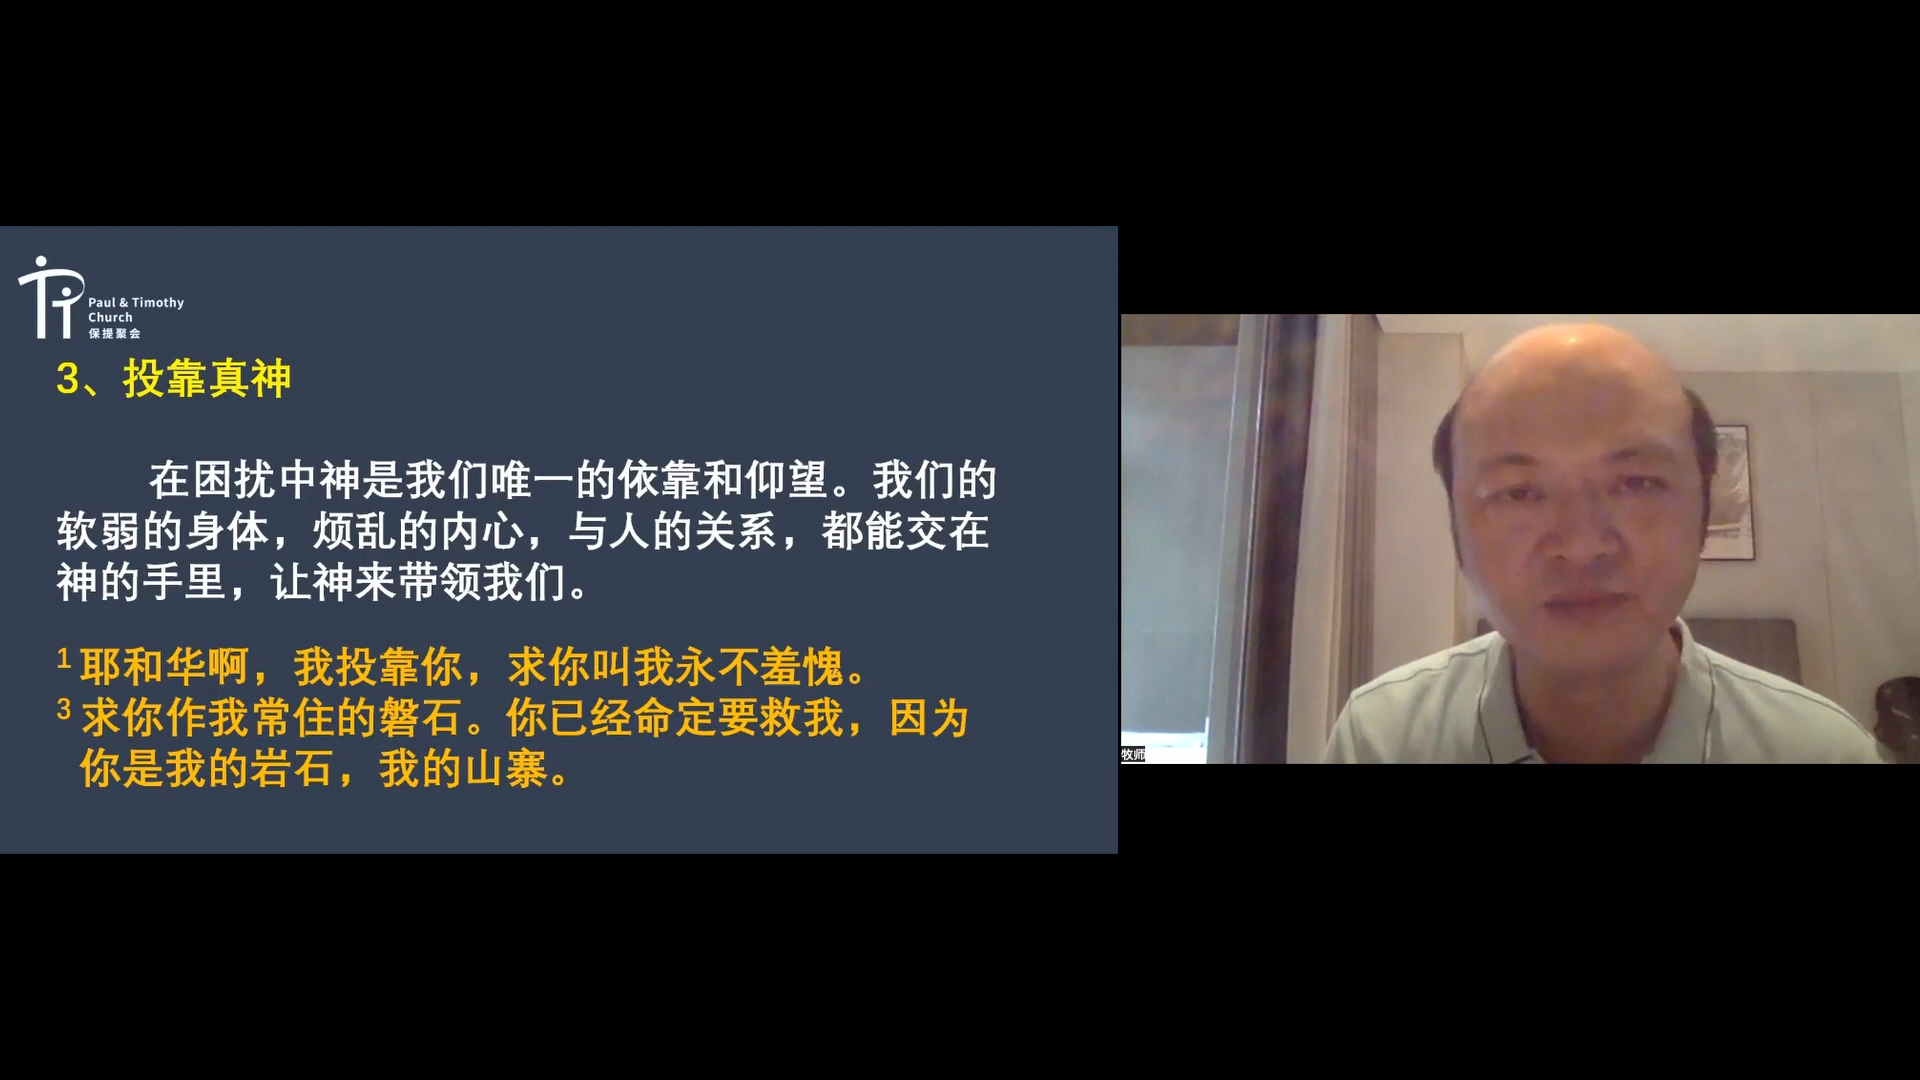 Paul & Timothy
Church
保提聚会
3、投靠真神
在困扰中神是我们唯一的依靠和仰望。我们的
软弱的身体，烦乱的内心，与人的关系，都能交在
神的手里，让神来带领我们。
1 耶和华啊，我投靠你，求你叫我永不羞愧。
3 求你作我常住的磐石。你已经命定要救我，因为
你是我的岩石，我的山寨。
牧师